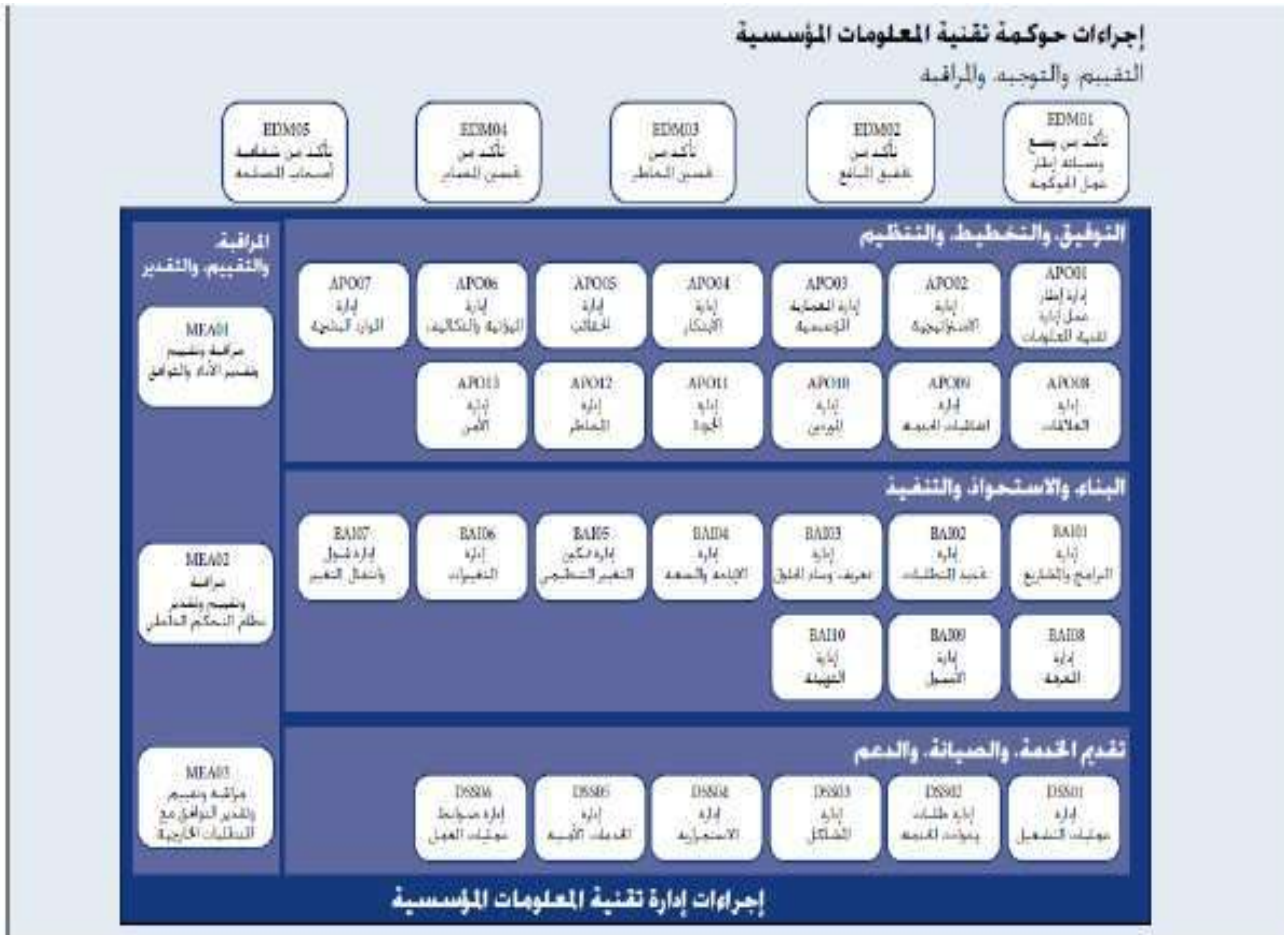 إجراءات حوكمة تقنية المعلومات المؤسسية
التقييم، والتوجيه، والمراقبة
EDM01
تأكد من وضع
وصيانة إطار
عمل الحوكمة
EDM02
تأكد من
تحقيق المنافع
EDM03
تأكد من
تحسين المخاطر
EDM04
تأكد من
تحسين المصادر
EDM05
تأكد من شفافية
أصحاب المصلحة
التوفيق، والتخطيط، والتنظيم
APO01
إدارة إطار
عمل إدارة
تقنية المعلومات
APO02
إدارة
الاستراتيجية
APO03
إدارة المعمارية
المؤسسية
APO04
إدارة
الابتكار
APO05
إدارة
الحقائب
APO06
إدارة
الميزانية والتكاليف
APO07
إدارة
الموارد البشرية
APO08
إدارة
العلاقات
APO09
إدارة
اتفاقيات الخدمة
APO10
إدارة
الموردين
APO11
إدارة
الجودة
APO12
إدارة
المخاطر
APO13
إدارة
الأمن
البناء، والاستحواذ، والتنفيذ
BAI01
إدارة
البرامج والمشاريع
BAI02
إدارة
تحديد المتطلبات
BAI03
إدارة
تعريف وبناء الحلول
BAI04
إدارة
الإتاحة والسعة
BAI05
إدارة تمكين
التغيير التنظيمي
BAI06
إدارة
التغييرات
BAI07
إدارة قبول
وانتقال التغيير
BAI08
إدارة
المعرفة
BAI09
إدارة
الأصول
BAI10
إدارة
التهيئة
تقديم الخدمة، والصيانة، والدعم
DSS01
إدارة
عمليات التشغيل
DSS02
إدارة طلبات
وحوادث الخدمة
DSS03
إدارة
المشاكل
DSS04
إدارة
الاستمرارية
DSS05
إدارة
الخدمات الأمنية
DSS06
إدارة ضوابط
عمليات العمل
المراقبة،
والتقييم، والتقدير
MEA01
مراقبة وتقييم
وتقدير الأداء والتوافق
MEA02
مراقبة
وتقييم وتقدير
نظام التحكم الداخلي
MEA03
مراقبة وتقييم
وتقدير التوافق مع
المتطلبات الخارجية
إجراءات إدارة تقنية المعلومات المؤسسية